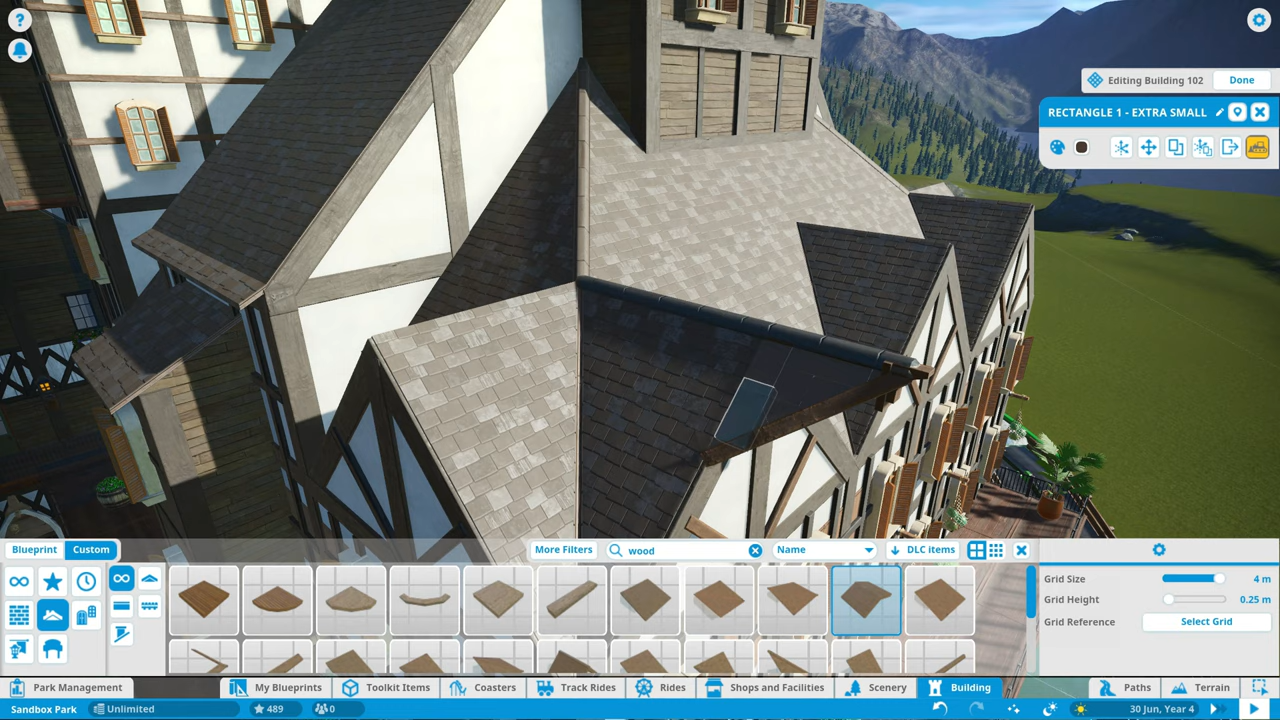 ?
Editing Building 102 Done
RECTANGLE 1 - EXTRA SMALL
Blueprint Custom More Filters wood Name DLC items
Grid Size 4 m
Grid Height 0.25 m
Grid Reference Select Grid
Park Management My Blueprints Toolkit Items Coasters Track Rides Rides Shops and Facilities Scenery Building Paths Terrain
Sandbox Park Unlimited 489 0 30 Jun, Year 4